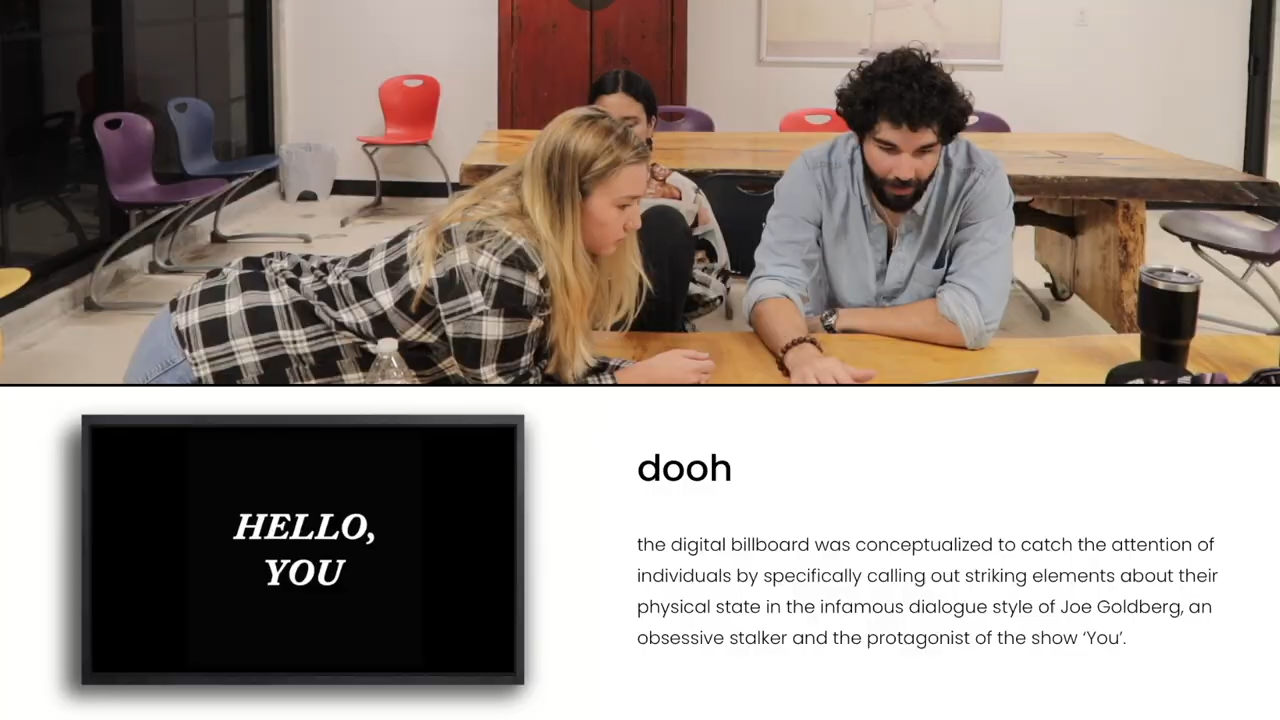 HELLO,
YOU
dooh
the digital billboard was conceptualized to catch the attention of
individuals by specifically calling out striking elements about their
physical state in the infamous dialogue style of Joe Goldberg, an
obsessive stalker and the protagonist of the show ‘You’.